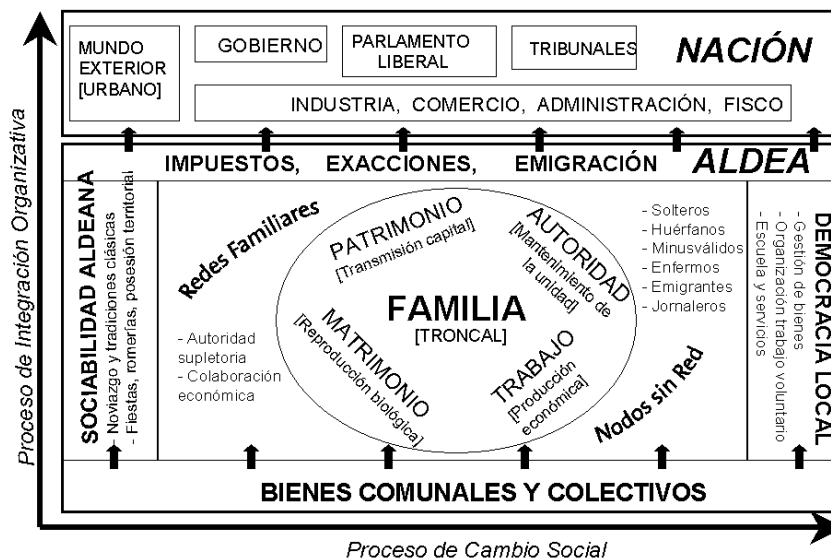 MUNDO
EXTERIOR
[URBANO]
GOBIERNO
PARLAMENTO
LIBERAL
TRIBUNALES
NACIÓN
INDUSTRIA, COMERCIO, ADMINISTRACIÓN, FISCO
IMPUESTOS, EXACCIONES, EMIGRACIÓN
ALDEA
SOCIABILIDAD ALDEANA
- Noviazgo y tradiciones clásicas
- Fiestas, romerías, posesión territorial
Redes Familiares
- Autoridad
supletoria
- Colaboración
económica
PATRIMONIO
[Transmisión capital]
AUTORIDAD
[Mantenimiento de
la unidad]
FAMILIA
[TRONCAL]
MATRIMONIO
[Reproducción biológica]
TRABAJO
[Producción
económica]
- Solteros
- Huérfanos
- Minusválidos
- Enfermos
- Emigrantes
- Jornaleros
Nodos sin Red
DEMOCRACIA LOCAL
- Gestión de bienes
- Organización trabajo voluntario
- Escuela y servicios
BIENES COMUNALES Y COLECTIVOS
Proceso de Integración Organizativa
Proceso de Cambio Social